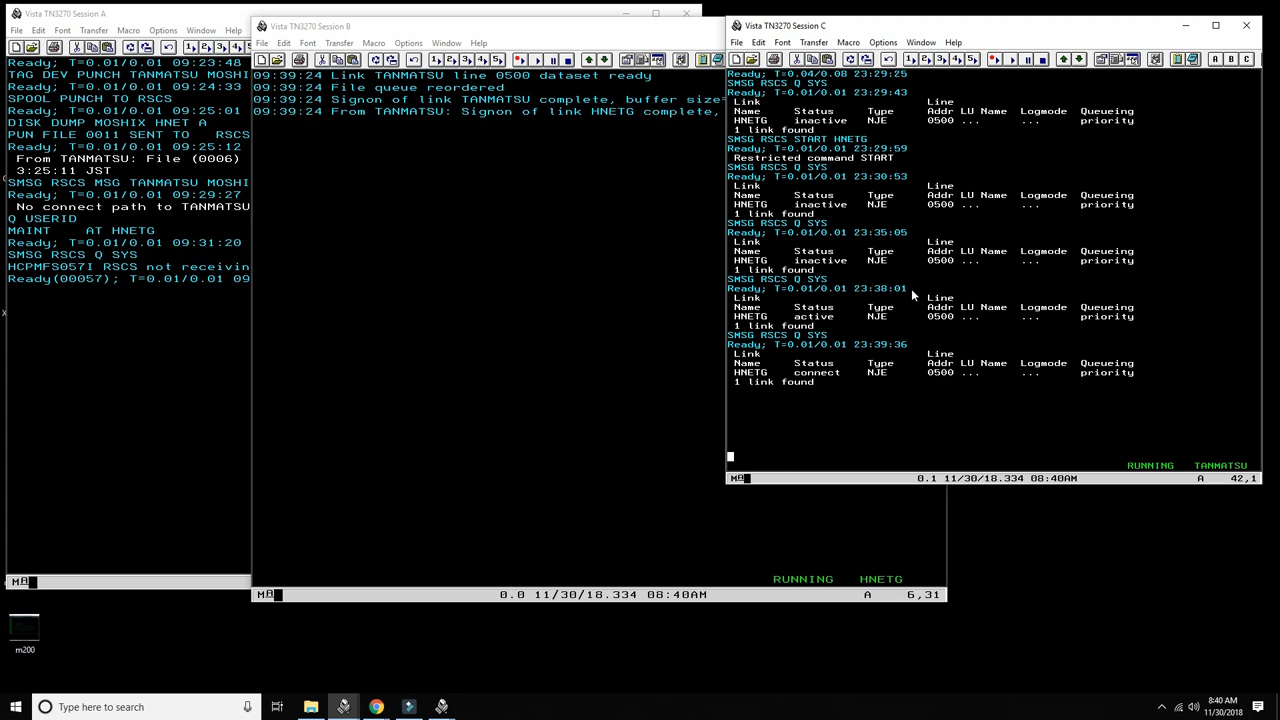 Vista TN3270 Session A
File Edit Font Transfer Macro Options Window Help
Ready; T=0.01/0.01 09:23:48
TAG DEV PUNCH TANMATSU MOSHI
Ready; T=0.01/0.01 09:24:33
SPOOL PUNCH TO RSCS
Ready; T=0.01/0.01 09:25:01
DISK DUMP MOSHIX HNET A
PUN FILE 0011 SENT TO RSCS
Ready; T=0.01/0.01 09:25:12
From TANMATSU: File (0006)
3:25:11 JST
SMSG RSCS MSG TANMATSU MOSHI
Ready; T=0.01/0.01 09:29:27
No connect path to TANMATSU
Q USERID
MAINT AT HNETG
Ready; T=0.01/0.01 09:31:20
SMSG RSCS Q SYS
HCPMFS057I RSCS not receivin
Ready(00057); T=0.01/0.01 09
Vista TN3270 Session B
File Edit Font Transfer Macro Options Window Help
09:39:24 Link TANMATSU line 0500 dataset ready
09:39:24 File queue reordered
09:39:24 Signon of link TANMATSU complete, buffer size=
09:39:24 From TANMATSU: Signon of link HNETG complete,
RUNNING HNETG
0.0 11/30/18.334 08:40AM A 6,31
Vista TN3270 Session C
File Edit Font Transfer Macro Options Window Help
Ready; T=0.04/0.08 23:29:25
SMSG RSCS Q SYS
Ready; T=0.01/0.01 23:29:43
Link Line
Name Status Type Addr LU Name Logmode Queueing
HNETG inactive NJE 0500 ... ... priority
1 link found
SMSG RSCS START HNETG
Ready; T=0.01/0.01 23:29:59
Restricted command START
SMSG RSCS Q SYS
Ready; T=0.01/0.01 23:30:53
Link Line
Name Status Type Addr LU Name Logmode Queueing
HNETG inactive NJE 0500 ... ... priority
1 link found
SMSG RSCS Q SYS
Ready; T=0.01/0.01 23:35:05
Link Line
Name Status Type Addr LU Name Logmode Queueing
HNETG inactive NJE 0500 ... ... priority
1 link found
SMSG RSCS Q SYS
Ready; T=0.01/0.01 23:38:01
Link Line
Name Status Type Addr LU Name Logmode Queueing
HNETG active NJE 0500 ... ... priority
1 link found
SMSG RSCS Q SYS
Ready; T=0.01/0.01 23:39:36
Link Line
Name Status Type Addr LU Name Logmode Queueing
HNETG connect NJE 0500 ... ... priority
1 link found
RUNNING TANMATSU
0.1 11/30/18.334 08:40AM A 42,1
m200
Type here to search
8:40 AM
11/30/2018